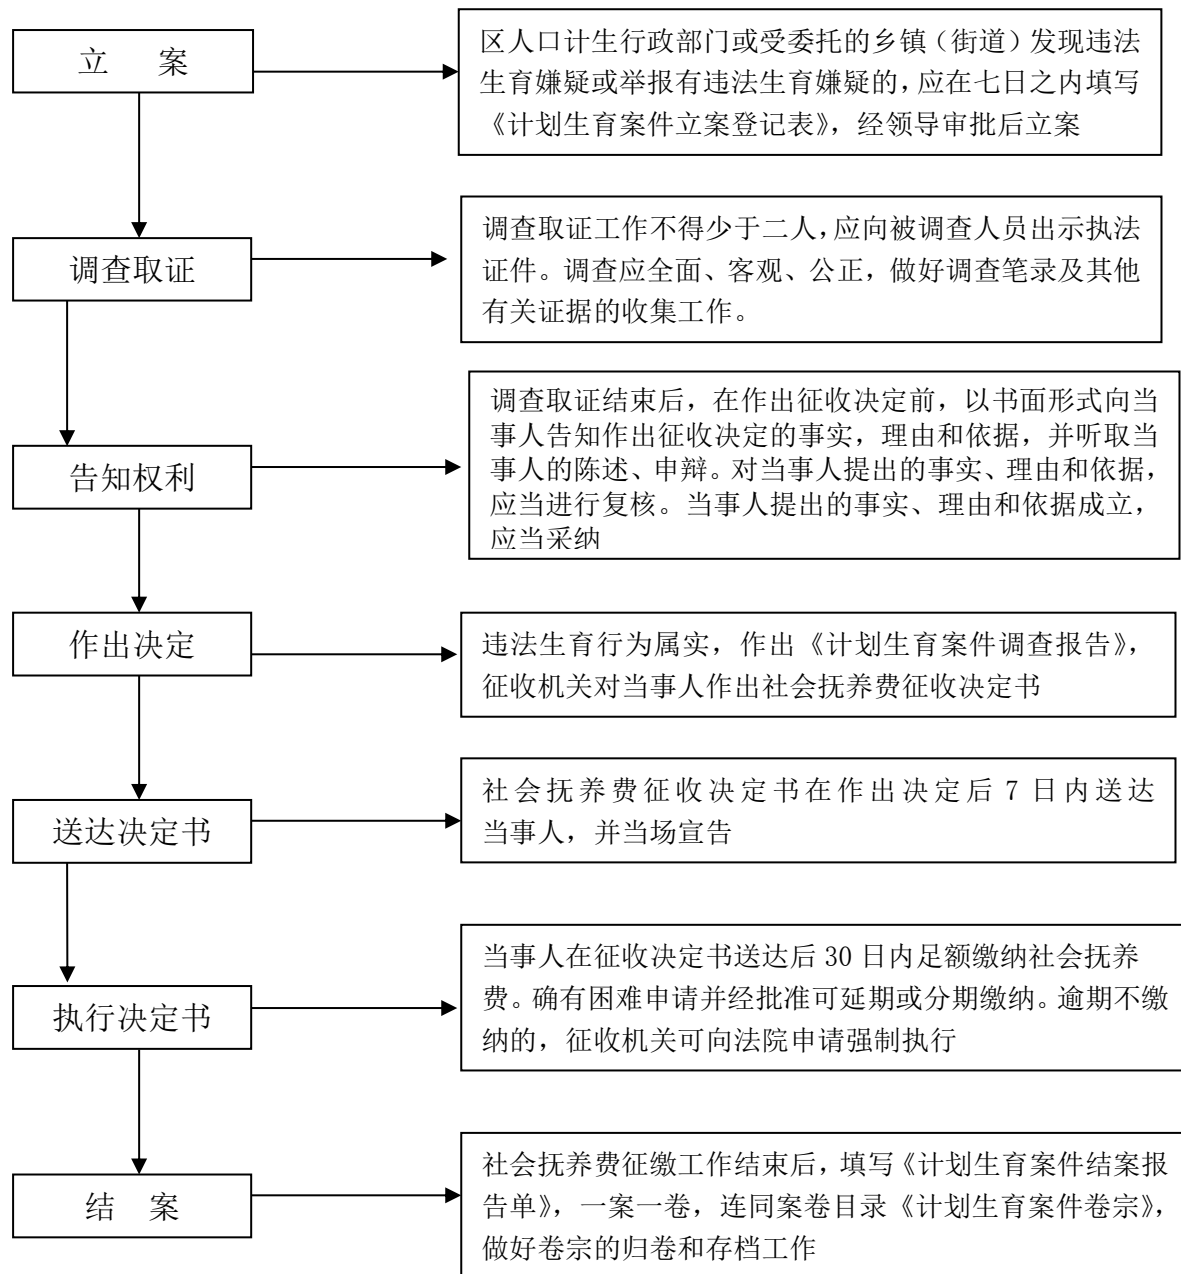 立 案
区人口计生行政部门或受委托的乡镇（街道）发现违法
生育嫌疑或举报有违法生育嫌疑的，应在七日之内填写
《计划生育案件立案登记表》，经领导审批后立案
调查取证
调查取证工作不得少于二人，应向被调查人员出示执法
证件。调查应全面、客观、公正，做好调查笔录及其他
有关证据的收集工作。
告知权利
调查取证结束后，在作出征收决定前，以书面形式向当
事人告知作出征收决定的事实，理由和依据，并听取当
事人的陈述、申辩。对当事人提出的事实、理由和依据，
应当进行复核。当事人提出的事实、理由和依据成立，
应当采纳
作出决定
违法生育行为属实，作出《计划生育案件调查报告》，
征收机关对当事人作出社会抚养费征收决定书
送达决定书
社会抚养费征收决定书在作出决定后 7 日内送达
当事人，并当场宣告
执行决定书
当事人在征收决定书送达后 30 日内足额缴纳社会抚养
费。确有困难申请并经批准可延期或分期缴纳。逾期不缴
纳的，征收机关可向法院申请强制执行
结 案
社会抚养费征缴工作结束后，填写《计划生育案件结案报
告单》，一案一卷，连同案卷目录《计划生育案件卷宗》，
做好卷宗的归卷和存档工作